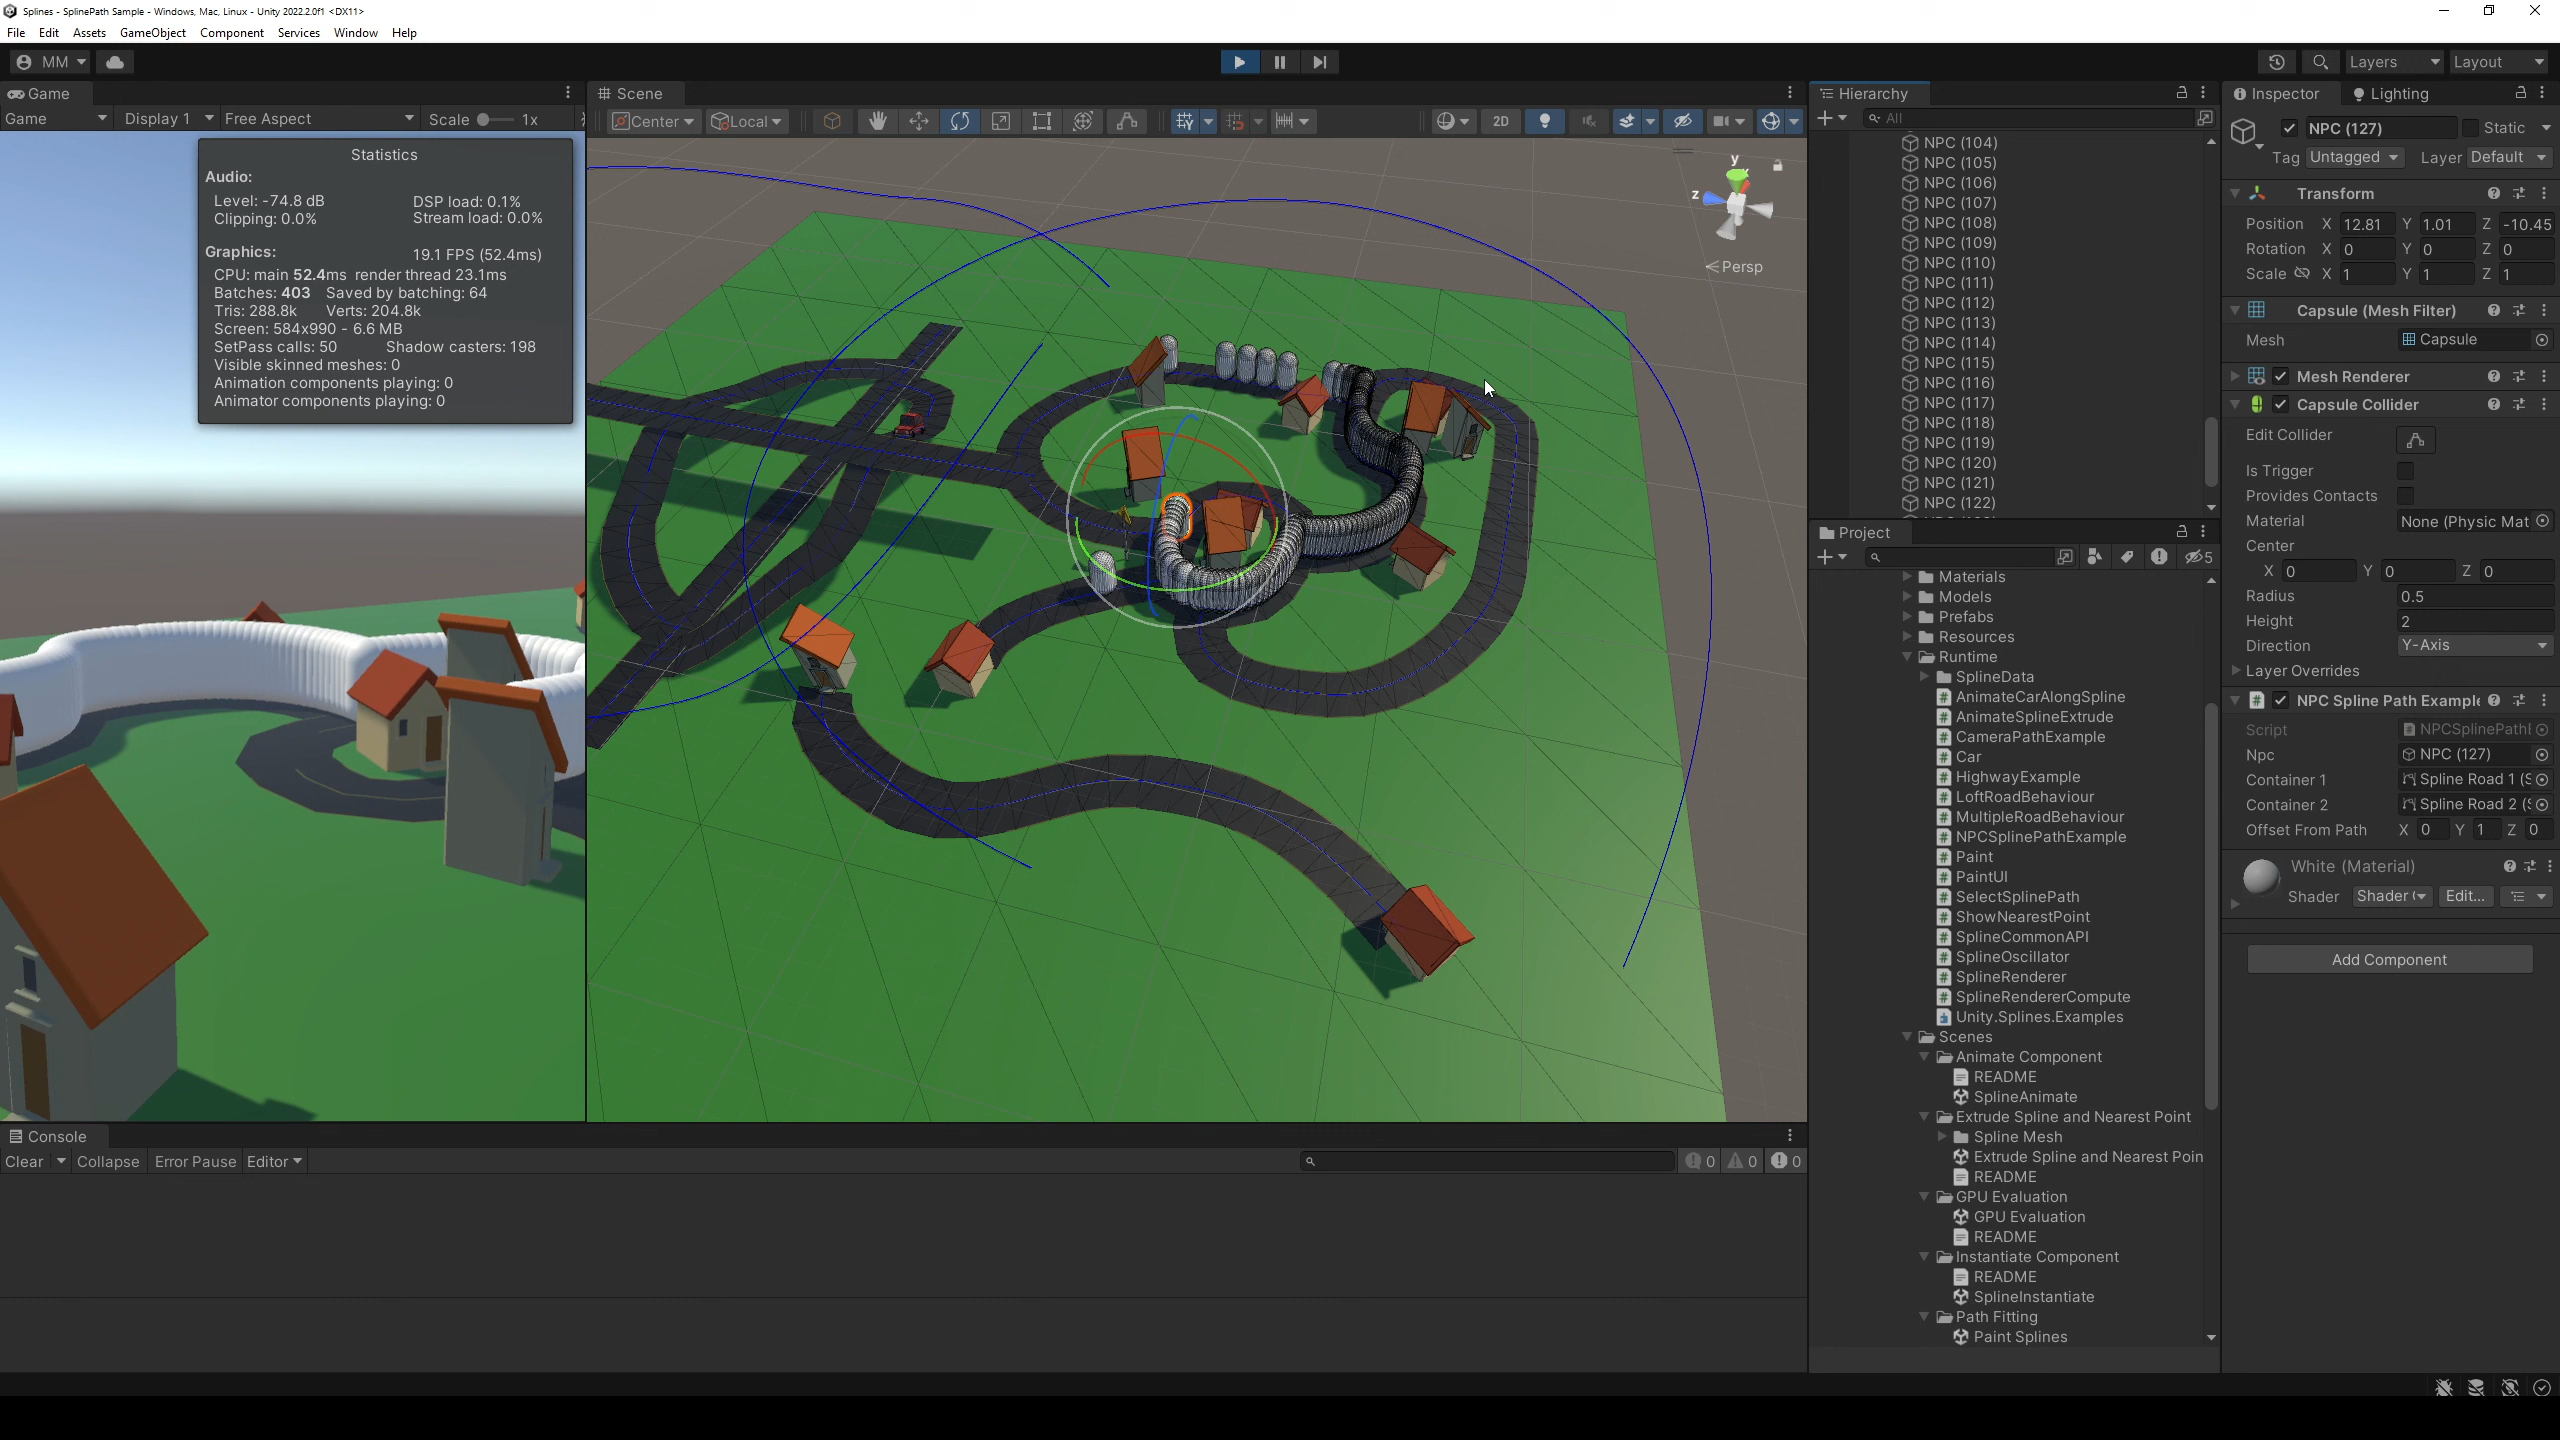 Splines - SplinePath Sample - Windows, Mac, Linux - Unity 2022.2.0f1 <DX11>
File Edit Assets GameObject Component Services Window Help
MM
Layers
Layout
Game
Game
Display 1
Free Aspect
Scale
1x
Statistics
Audio:
Level: -74.8 dB DSP load: 0.1%
Clipping: 0.0% Stream load: 0.0%
Graphics: 19.1 FPS (52.4ms)
CPU: main 52.4ms render thread 23.1ms
Batches: 403 Saved by batching: 64
Tris: 288.8k Verts: 204.8k
Screen: 584x990 - 6.6 MB
SetPass calls: 50 Shadow casters: 198
Visible skinned meshes: 0
Animation components playing: 0
Animator components playing: 0
Scene
Center
Local
2D
y
x
z
Persp
Console
Clear
Collapse
Error Pause
Editor
0
0
0
Hierarchy
All
NPC (104)
NPC (105)
NPC (106)
NPC (107)
NPC (108)
NPC (109)
NPC (110)
NPC (111)
NPC (112)
NPC (113)
NPC (114)
NPC (115)
NPC (116)
NPC (117)
NPC (118)
NPC (119)
NPC (120)
NPC (121)
NPC (122)
Project
5
Materials
Models
Prefabs
Resources
Runtime
SplineData
AnimateCarAlongSpline
AnimateSplineExtrude
CameraPathExample
Car
HighwayExample
LoftRoadBehaviour
MultipleRoadBehaviour
NPCSplinePathExample
Paint
PaintUI
SelectSplinePath
ShowNearestPoint
SplineCommonAPI
SplineOscillator
SplineRenderer
SplineRendererCompute
Unity.Splines.Examples
Scenes
Animate Component
README
SplineAnimate
Extrude Spline and Nearest Point
Spline Mesh
Extrude Spline and Nearest Poin
README
GPU Evaluation
GPU Evaluation
README
Instantiate Component
README
SplineInstantiate
Path Fitting
Paint Splines
Inspector
Lighting
NPC (127)
Static
Tag Untagged Layer Default
Transform
Position X 12.81 Y 1.01 Z -10.45
Rotation X 0 Y 0 Z 0
Scale X 1 Y 1 Z 1
Capsule (Mesh Filter)
Mesh Capsule
Mesh Renderer
Capsule Collider
Edit Collider
Is Trigger
Provides Contacts
Material None (Physic Mat
Center
X 0 Y 0 Z 0
Radius 0.5
Height 2
Direction Y-Axis
Layer Overrides
NPC Spline Path Example
Script NPCSplinePathE
Npc NPC (127)
Container 1 Spline Road 1 (S
Container 2 Spline Road 2 (S
Offset From Path X 0 Y 1 Z 0
White (Material)
Shader Shader ( Edit...
Add Component